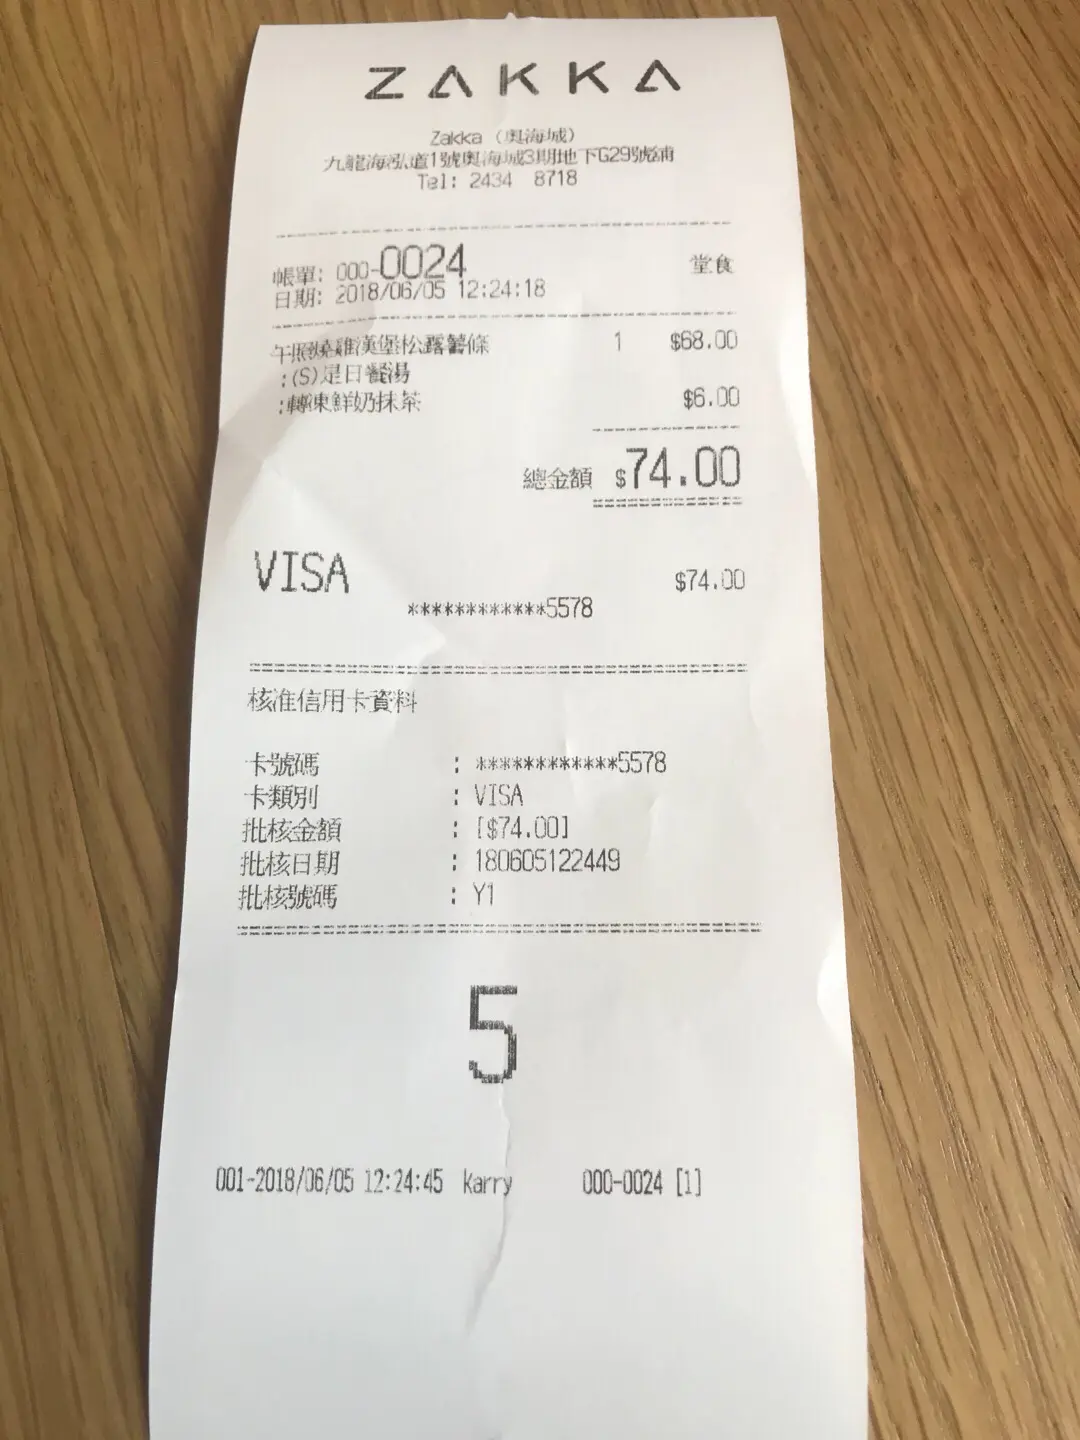 ZAKKA
Zakka (奧海城)
九龍海泓道1號奧海城3期地下G29號舖
Tel: 2434 8718
帳單: 000-0024 堂食
日期: 2018/06/05 12:24:18
午照燒雞漢堡松露薯條 1 $68.00
:(S)是日餐湯
:轉凍鮮奶抹茶 $6.00
總金額 $74.00
VISA $74.00
************5578
核准信用卡資料
卡號碼 : ************5578
卡類別 : VISA
批核金額 : [$74.00]
批核日期 : 180605122449
批核號碼 : Y1
5
001-2018/06/05 12:24:45 karry 000-0024 [1]